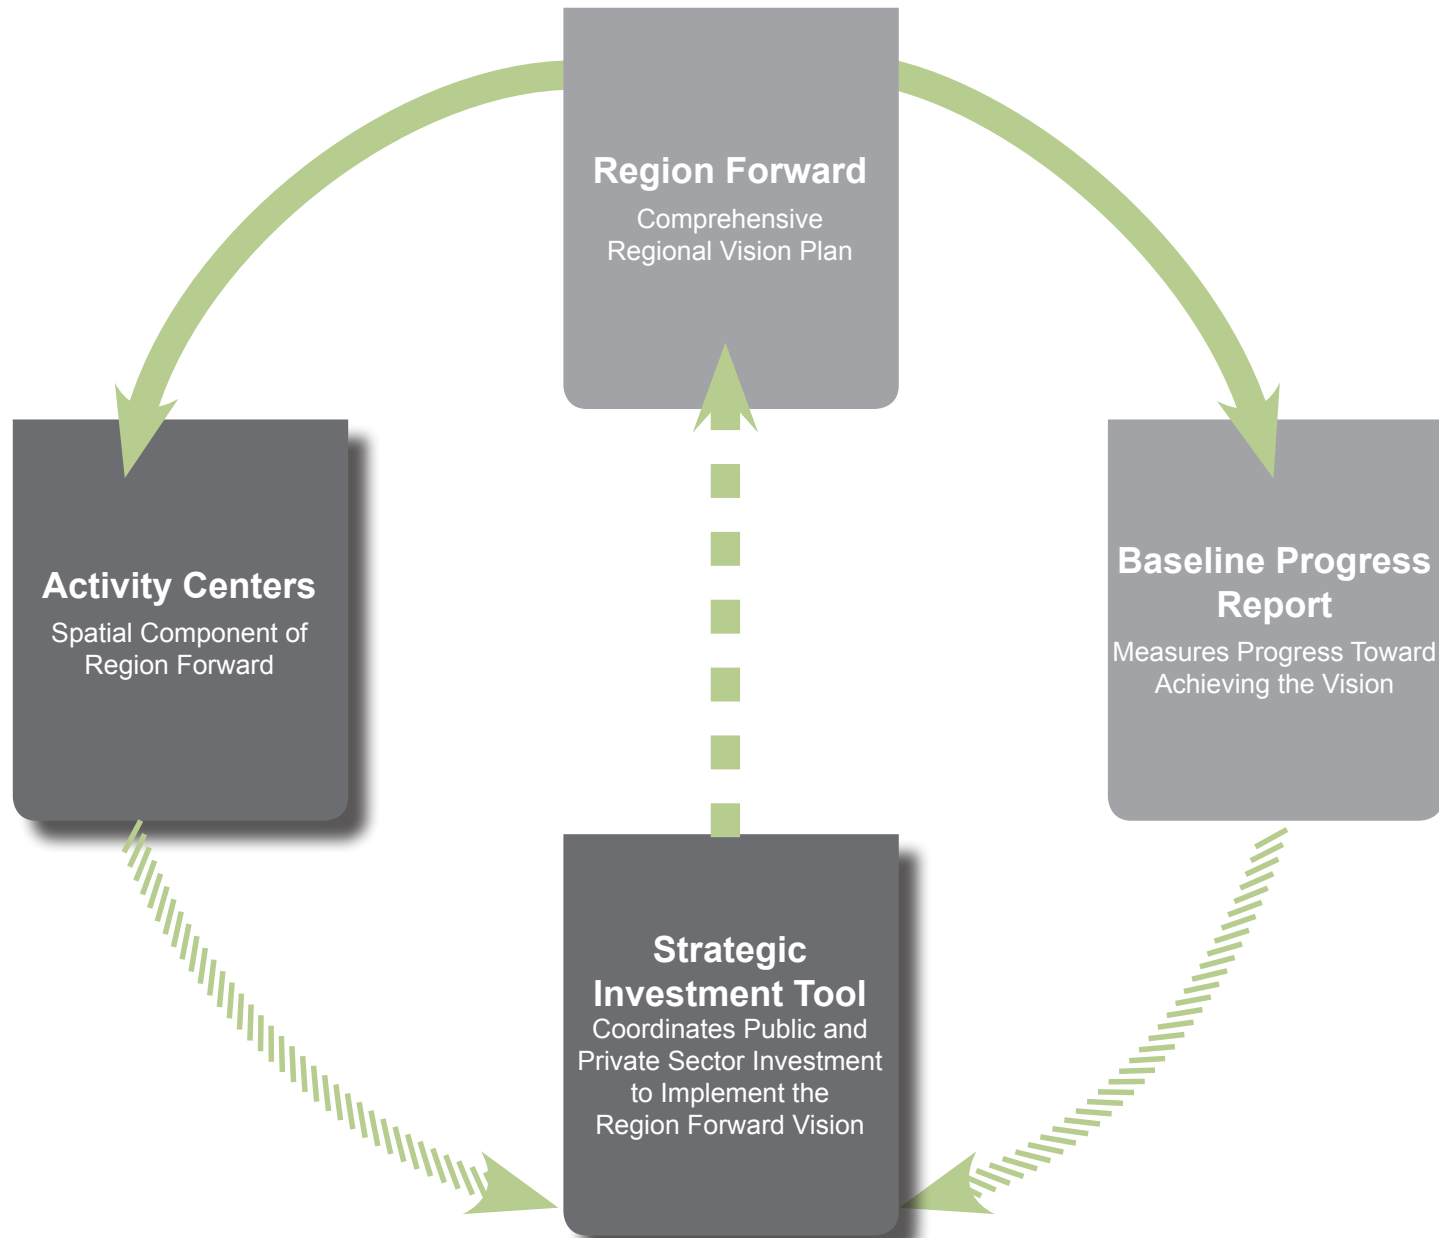 Region Forward
Comprehensive
Regional Vision Plan
Activity Centers
Spatial Component of
Region Forward
Baseline Progress
Report
Measures Progress Toward
Achieving the Vision
Strategic
Investment Tool
Coordinates Public and
Private Sector Investment
to Implement the
Region Forward Vision